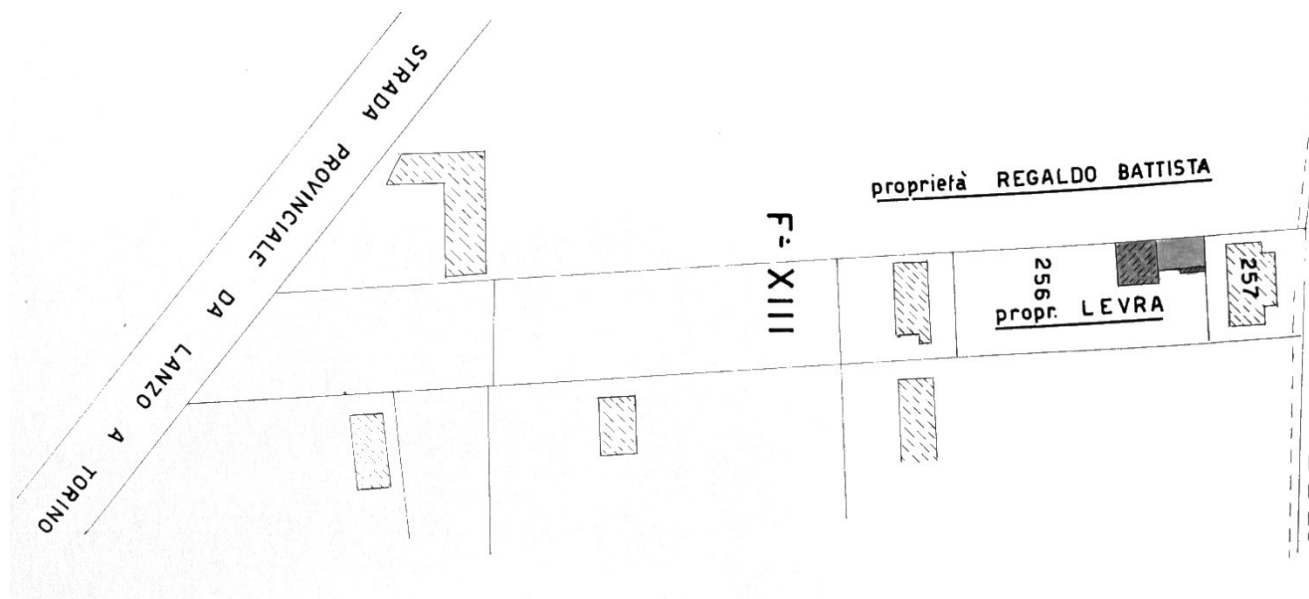 STRADA PROVINCIALE DA LANZO A TORINO
proprietà REGALDO BATTISTA
F° XIII
256
257
propr. LEVRA